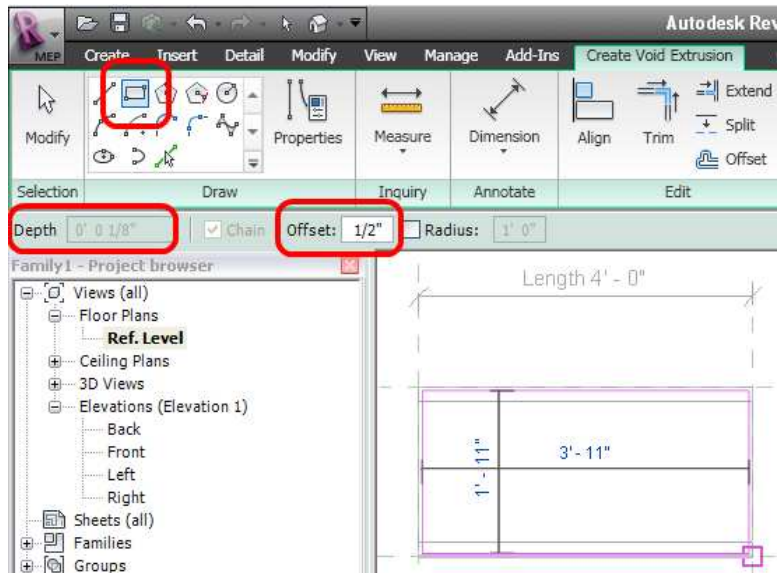 Autodesk Rev
MEP
Create Insert Detail Modify View Manage Add-Ins Create Void Extrusion
Modify
Properties
Measure
Dimension
Align
Trim
Extend
Split
Offset
Selection Draw Inquiry Annotate Edit
Depth 0' 0 1/8" Chain Offset: 1/2" Radius: 1' 0"
Family1 - Project browser
Views (all)
Floor Plans
Ref. Level
Ceiling Plans
3D Views
Elevations (Elevation 1)
Back
Front
Left
Right
Sheets (all)
Families
Groups
Length 4' - 0"
1' - 11"
3' - 11"